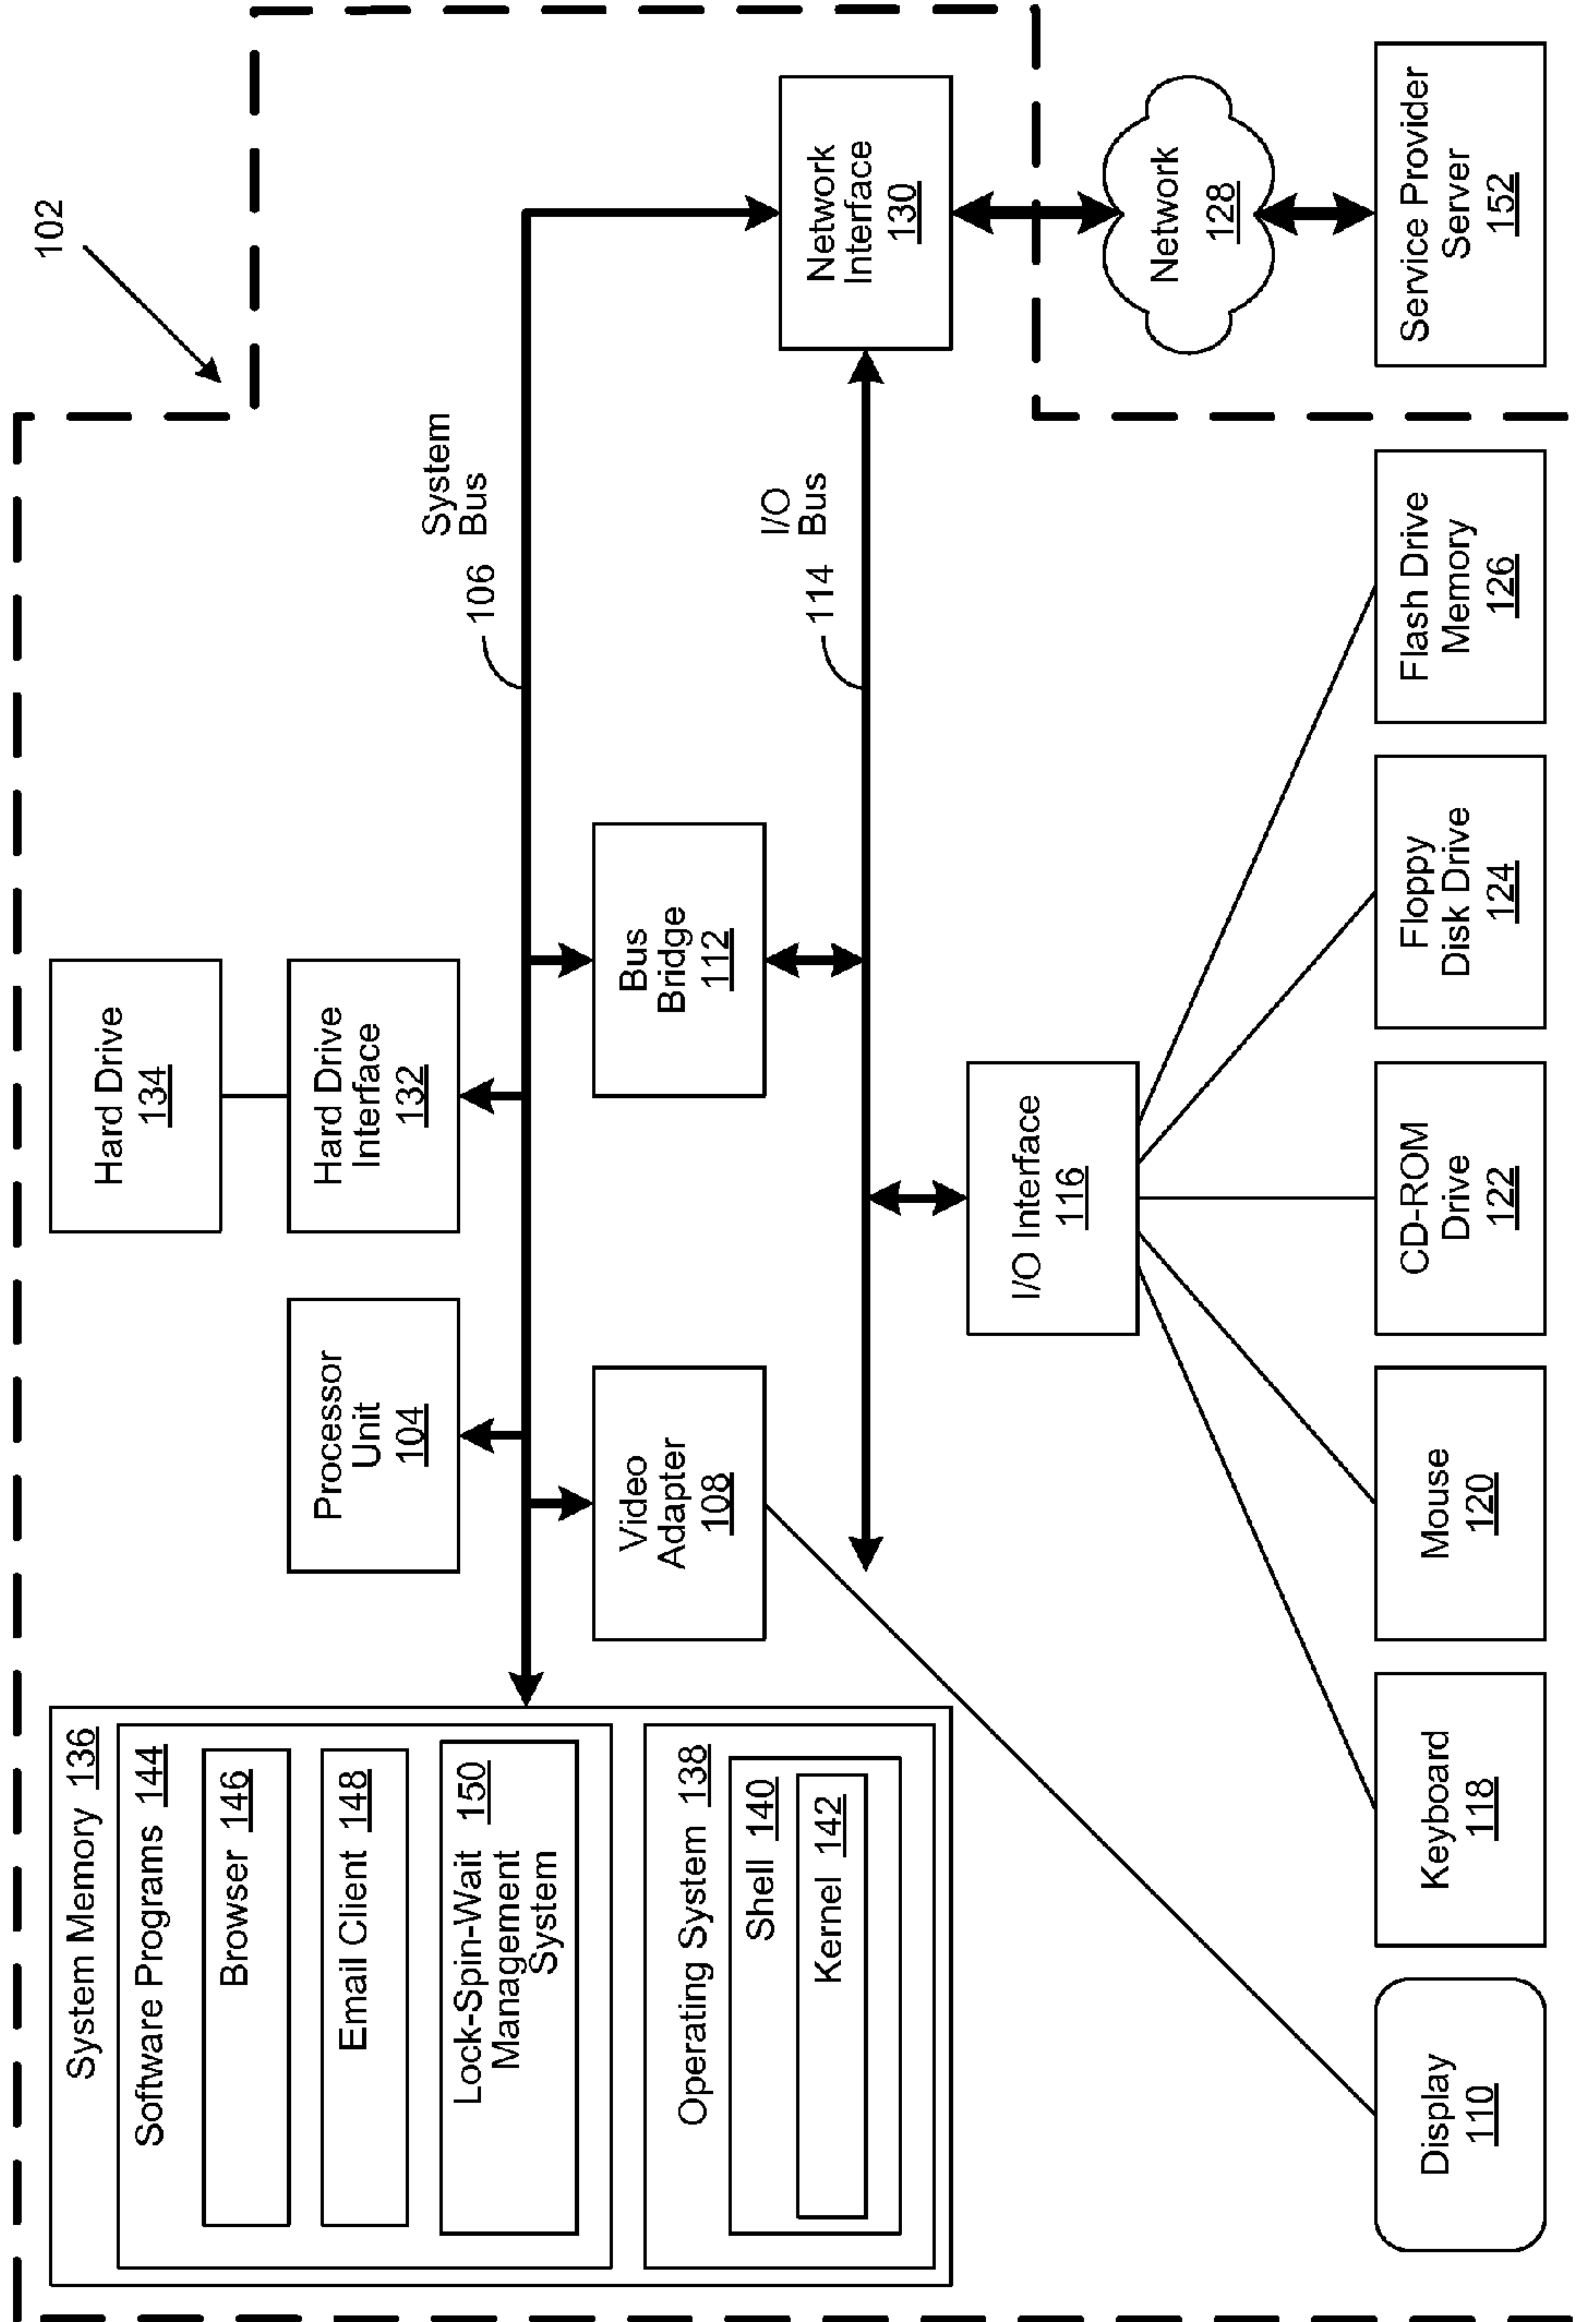 102
System Memory 136
Software Programs 144
Browser 146
Email Client 148
Lock-Spin-Wait 150
Management
System
Operating System 138
Shell 140
Kernel 142
Hard Drive
134
Processor
Unit
104
Hard Drive
Interface
132
System
Bus
106
Video
Adapter
108
Bus
Bridge
112
I/O
Bus
114
Network
Interface
130
I/O Interface
116
Network
128
Display
110
Keyboard
118
Mouse
120
CD-ROM
Drive
122
Floppy
Disk Drive
124
Flash Drive
Memory
126
Service Provider
Server
152